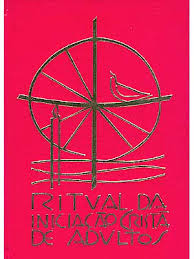 RITUAL DA
INICIAÇÃO CRISTÃ
DE ADULTOS